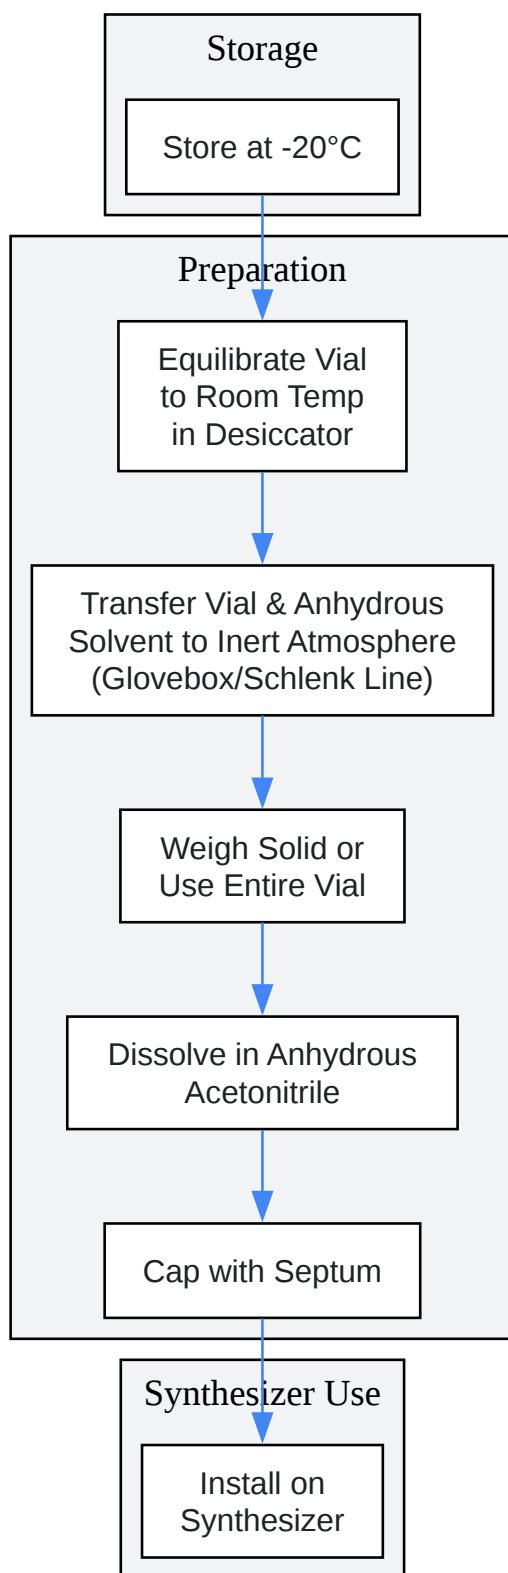 Storage
Store at -20°C
Preparation
Equilibrate Vial
to Room Temp
in Desiccator
Transfer Vial & Anhydrous
Solvent to Inert Atmosphere
(Glovebox/Schlenk Line)
Weigh Solid or
Use Entire Vial
Dissolve in Anhydrous
Acetonitrile
Cap with Septum
Synthesizer Use
Install on
Synthesizer